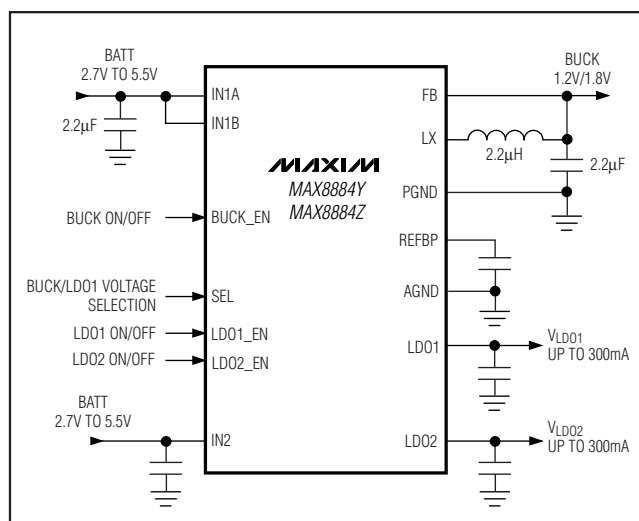 BATT
2.7V TO 5.5V
2.2µF
BUCK ON/OFF
BUCK/LDO1 VOLTAGE
SELECTION
LDO1 ON/OFF
LDO2 ON/OFF
BATT
2.7V TO 5.5V
IN1A
IN1B
BUCK_EN
SEL
LDO1_EN
LDO2_EN
IN2
MAXIM
MAX8884Y
MAX8884Z
FB
LX
PGND
REFBP
AGND
LDO1
LDO2
BUCK
1.2V/1.8V
2.2µH
2.2µF
VLDO1
UP TO 300mA
VLDO2
UP TO 300mA